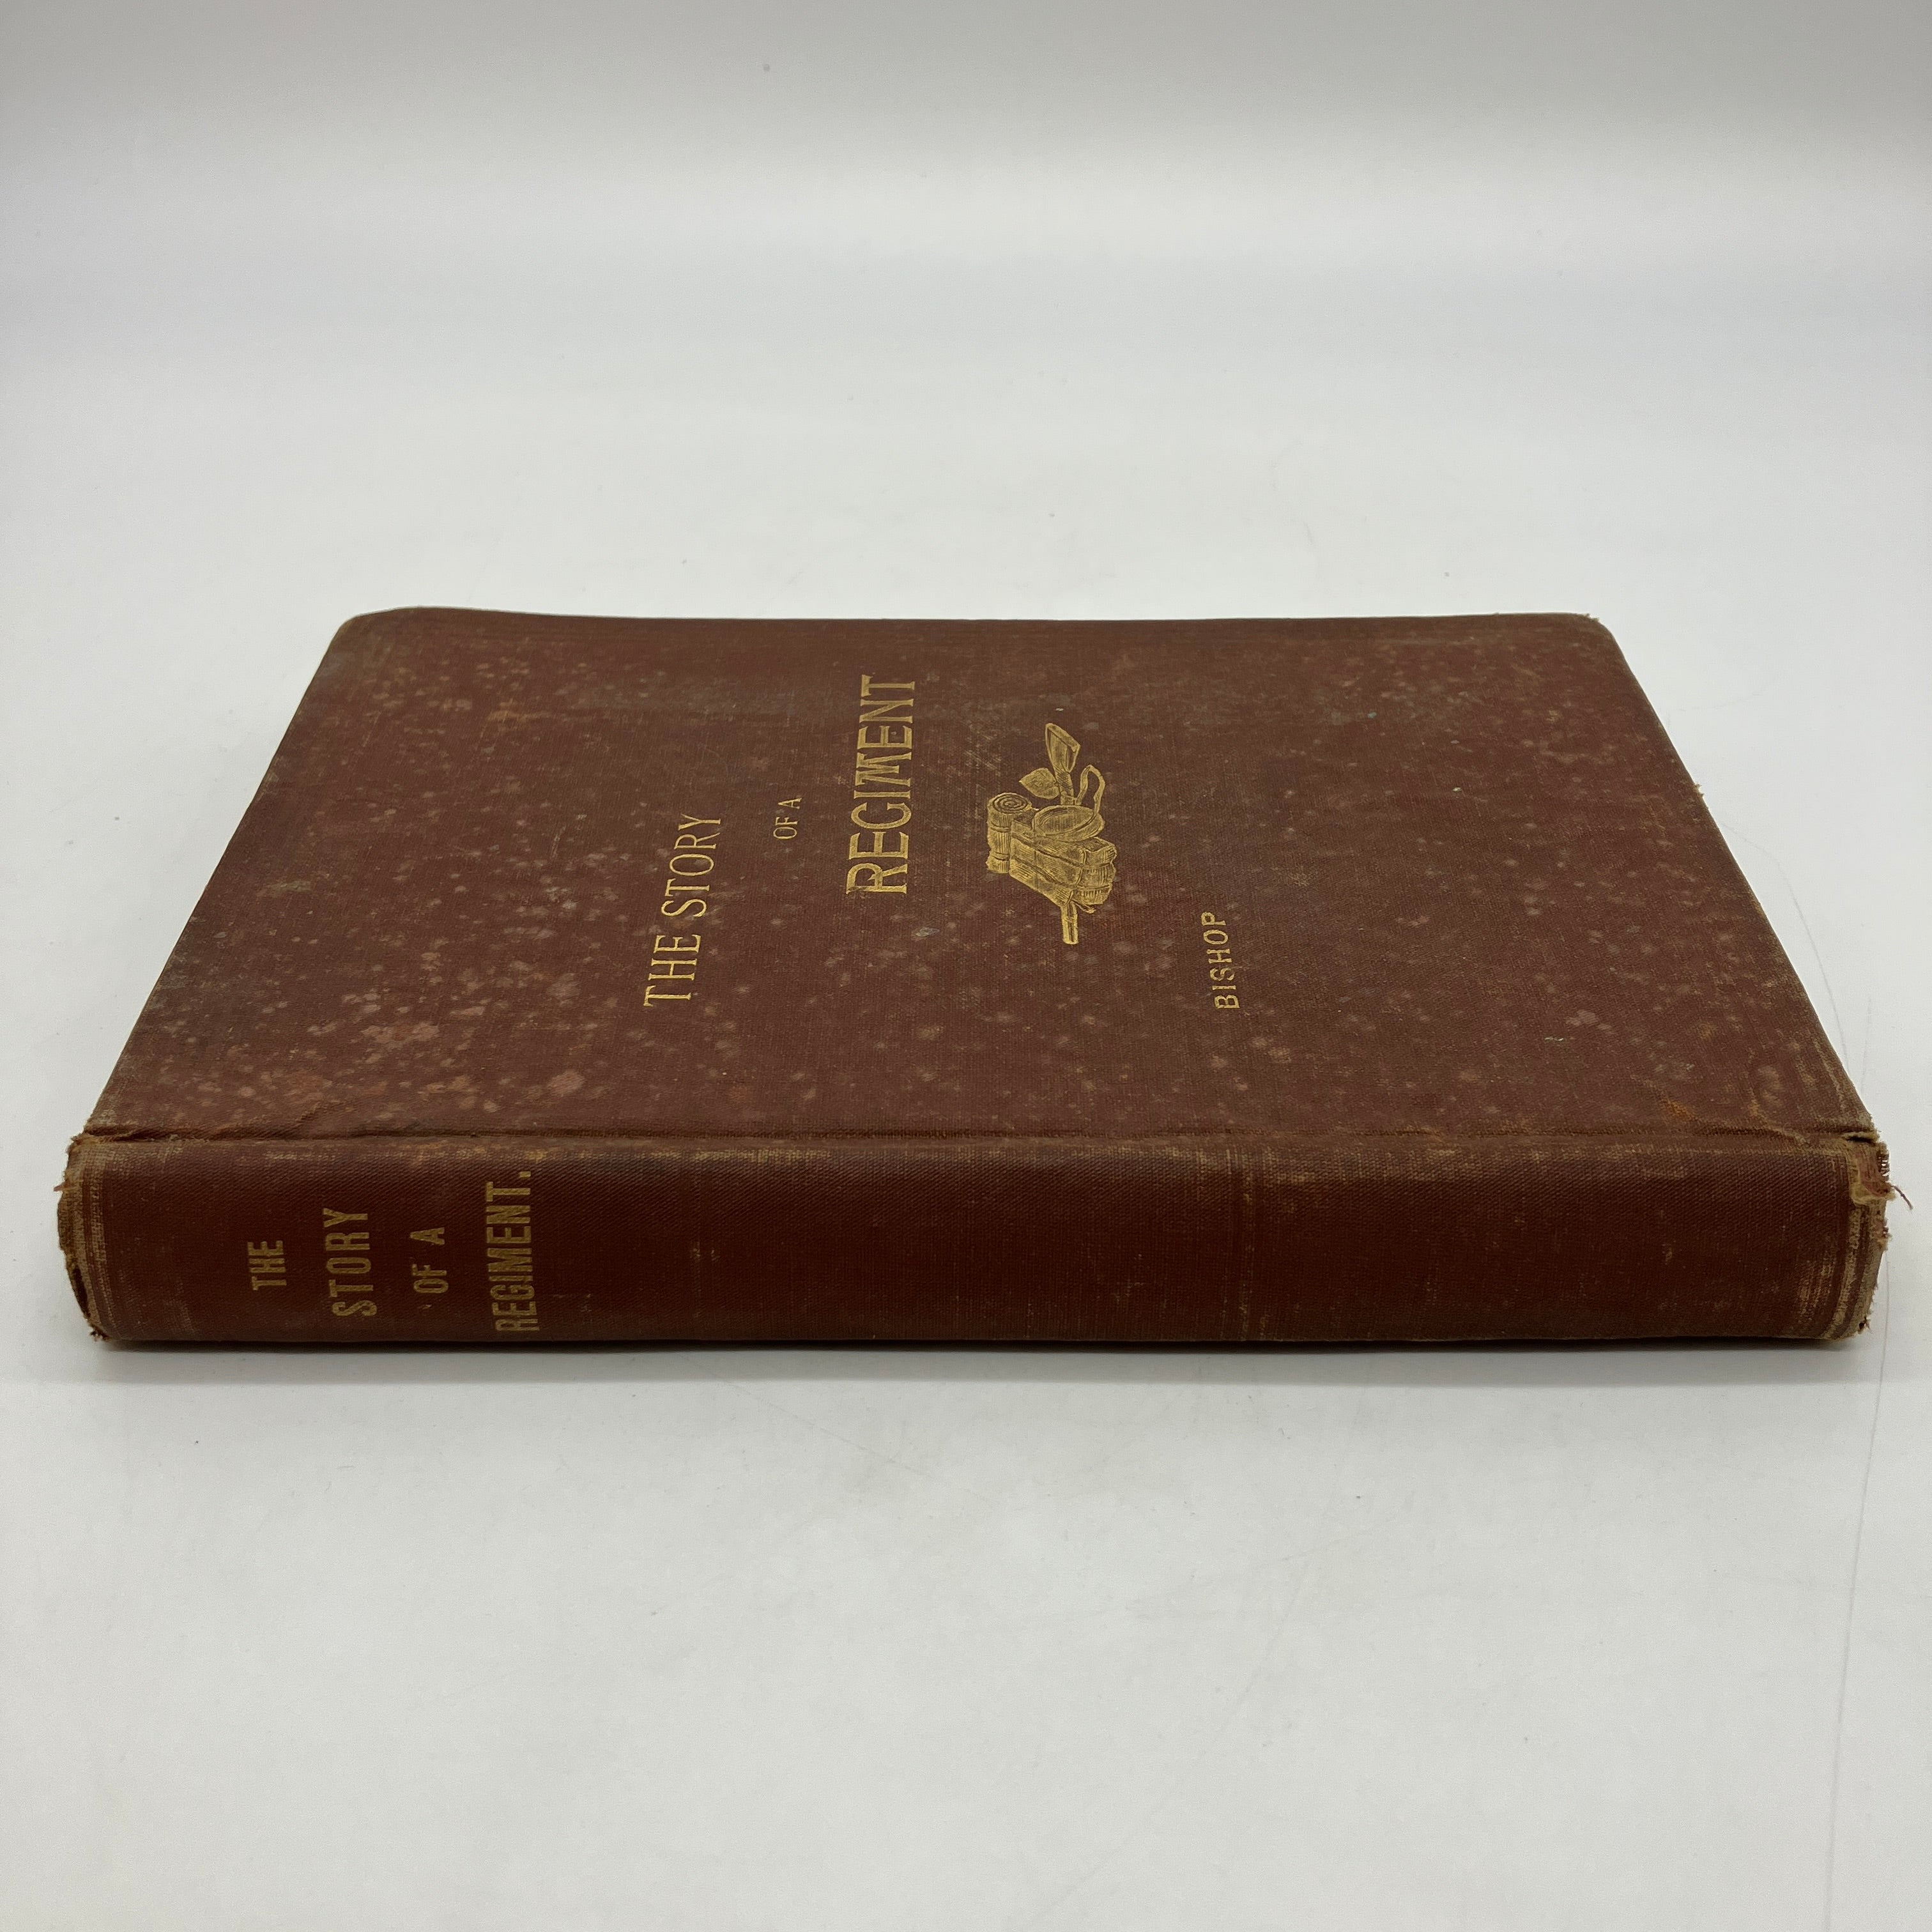 THE STORY
OF A
REGIMENT
BISHOP
THE
STORY
OF A
REGIMENT.